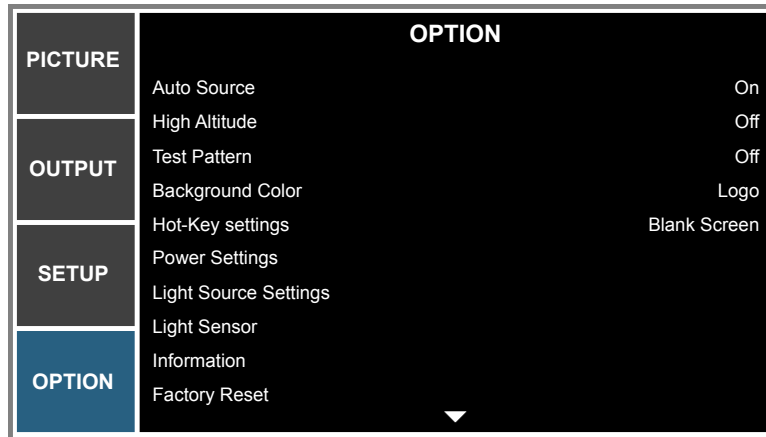 PICTURE
OUTPUT
SETUP
OPTION
OPTION
Auto Source On
High Altitude Off
Test Pattern Off
Background Color Logo
Hot-Key settings Blank Screen
Power Settings
Light Source Settings
Light Sensor
Information
Factory Reset